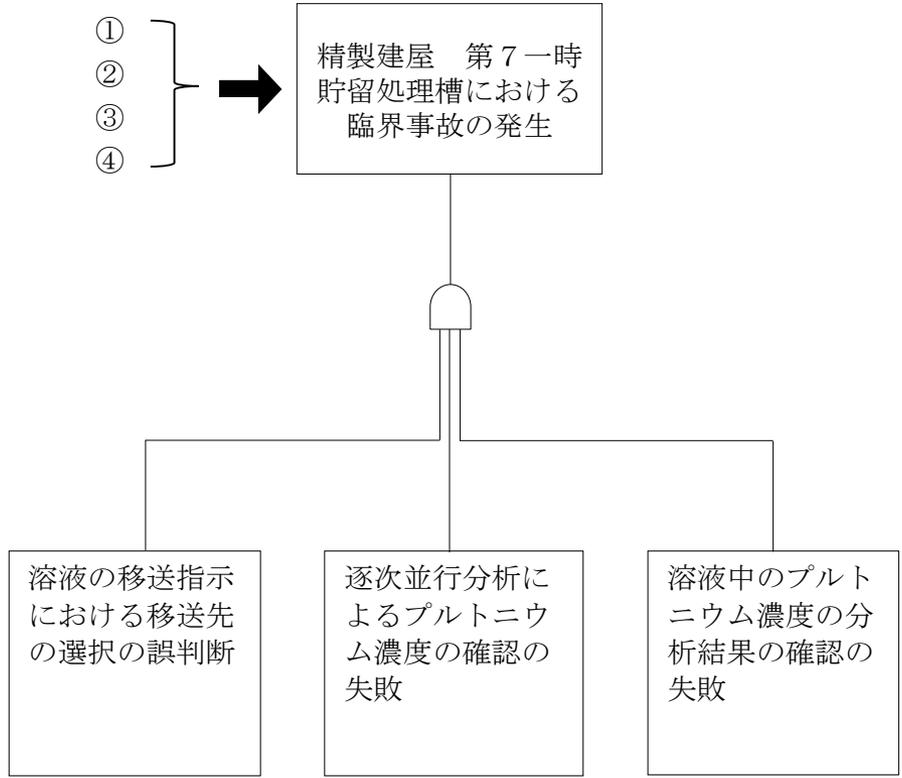 ①
②
③
④
精製建屋　第７一時
貯留処理槽における
臨界事故の発生
溶液の移送指示
における移送先
の選択の誤判断
逐次並行分析に
よるプルトニウ
ム濃度の確認の
失敗
溶液中のプルト
ニウム濃度の分
析結果の確認の
失敗